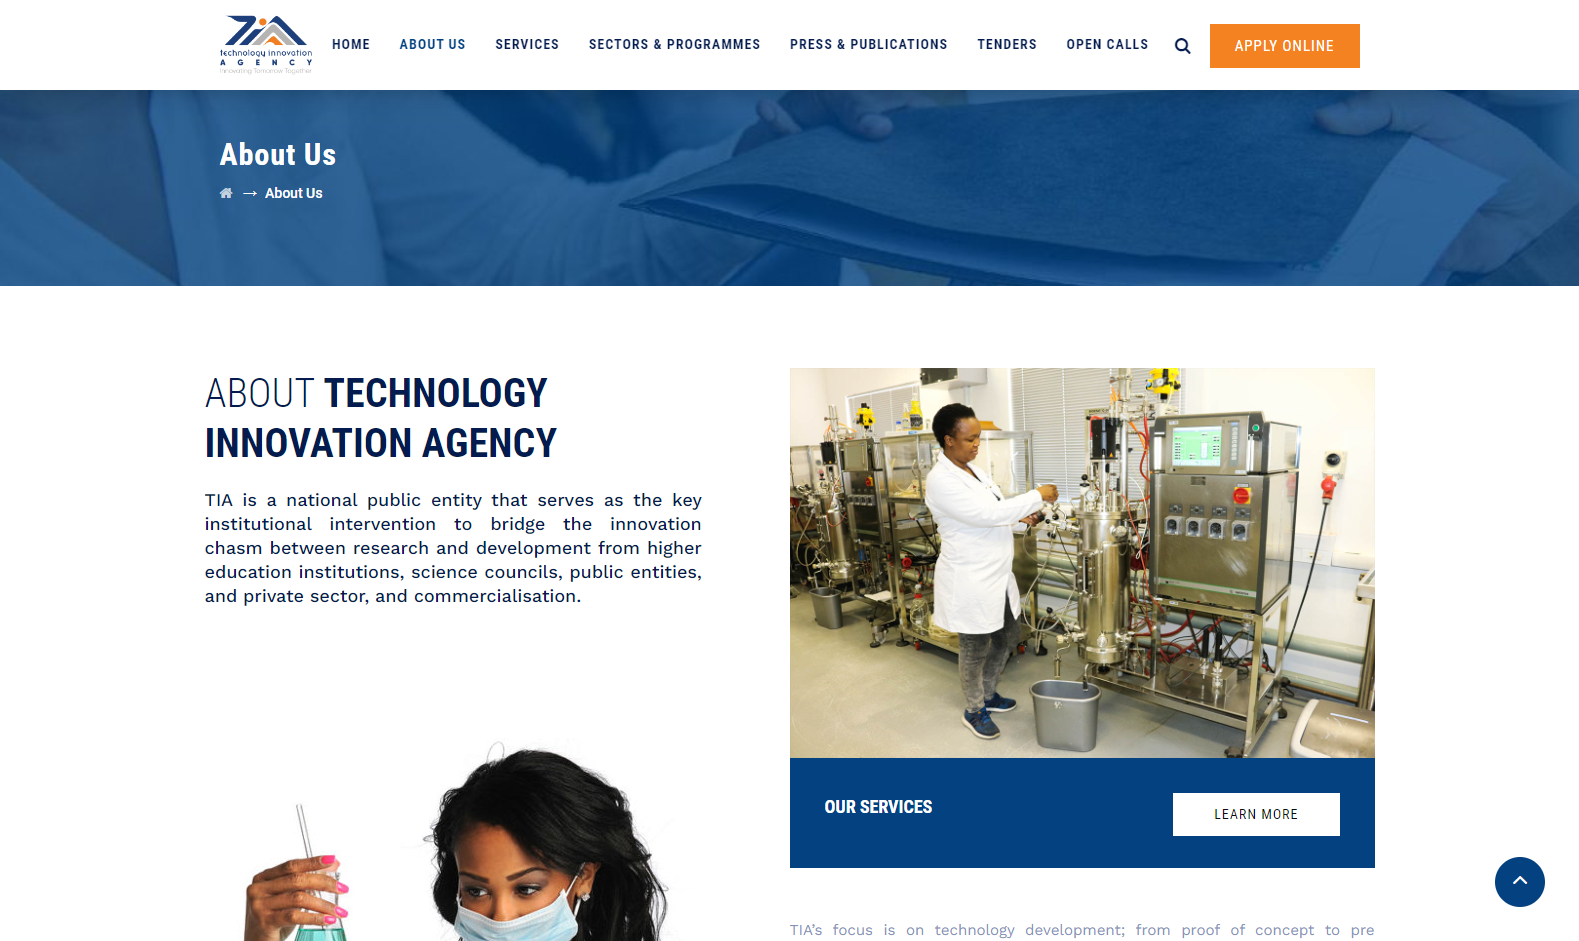 technology innovation
AGENCY
Innovating Tomorrow Together
HOME
ABOUT US
SERVICES
SECTORS & PROGRAMMES
PRESS & PUBLICATIONS
TENDERS
OPEN CALLS
APPLY ONLINE
About Us
→ About Us
ABOUT TECHNOLOGY
INNOVATION AGENCY
TIA is a national public entity that serves as the key
institutional intervention to bridge the innovation
chasm between research and development from higher
education institutions, science councils, public entities,
and private sector, and commercialisation.
OUR SERVICES
LEARN MORE
TIA’s focus is on technology development; from proof of concept to pre